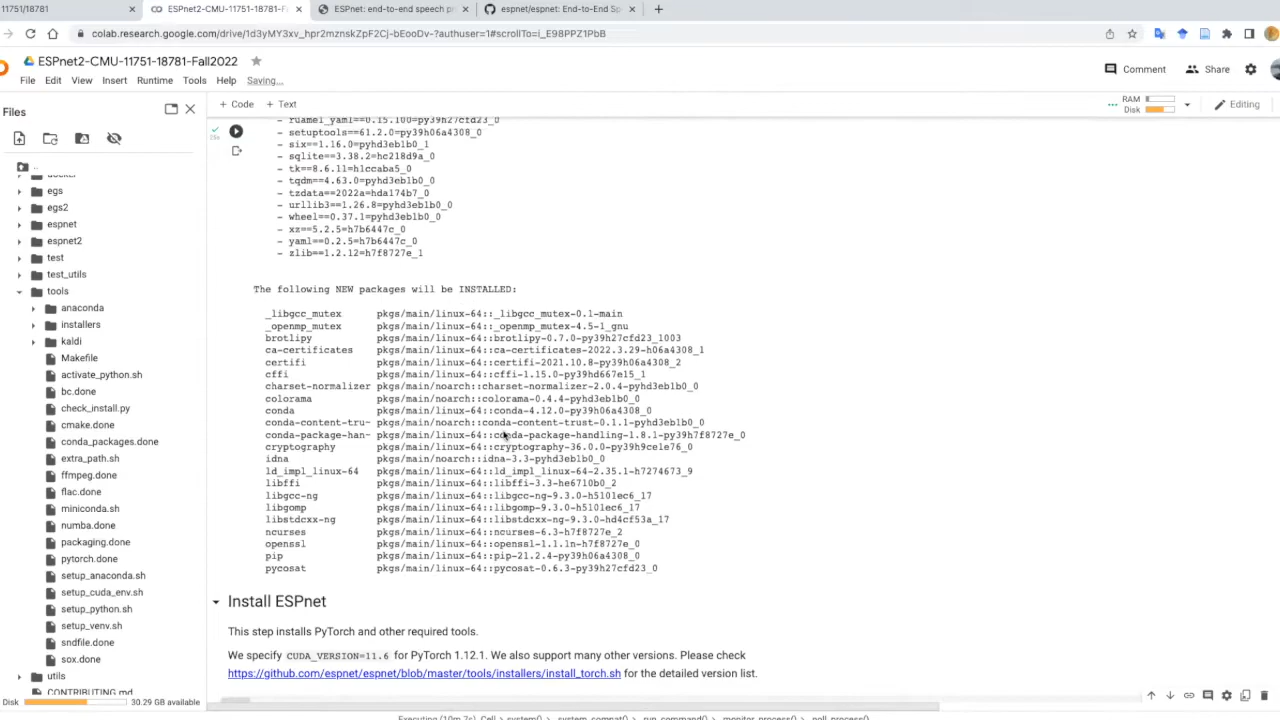 11751/18781
ESPnet2-CMU-11751-18781-Fa
ESPnet: end-to-end speech pr
espnet/espnet: End-to-End Sp
colab.research.google.com/drive/1d3yMY3xv_hpr2mznskZpF2Cj-bEooDv-?authuser=1#scrollTo=i_E98PPZ1PbB
ESPnet2-CMU-11751-18781-Fall2022
File Edit View Insert Runtime Tools Help Saving...
Comment Share
+ Code + Text
RAM
Disk
Editing
Files
..
docker
egs
egs2
espnet
espnet2
test
test_utils
tools
anaconda
installers
kaldi
Makefile
activate_python.sh
bc.done
check_install.py
cmake.done
conda_packages.done
extra_path.sh
ffmpeg.done
flac.done
miniconda.sh
numba.done
packaging.done
pytorch.done
setup_anaconda.sh
setup_cuda_env.sh
setup_python.sh
setup_venv.sh
sndfile.done
sox.done
utils
CONTRIBUTING.md
Disk 30.29 GB available
- ruamel_yaml==0.15.100=py39h27cfd23_0
- setuptools==61.2.0=py39h06a4308_0
- six==1.16.0=pyhd3eb1b0_1
- sqlite==3.38.2=hc218d9a_0
- tk==8.6.11=h1ccaba5_0
- tqdm==4.63.0=pyhd3eb1b0_0
- tzdata==2022a=hda174b7_0
- urllib3==1.26.8=pyhd3eb1b0_0
- wheel==0.37.1=pyhd3eb1b0_0
- xz==5.2.5=h7b6447c_0
- yaml==0.2.5=h7b6447c_0
- zlib==1.2.12=h7f8727e_1
The following NEW packages will be INSTALLED:
_libgcc_mutex pkgs/main/linux-64::_libgcc_mutex-0.1-main
_openmp_mutex pkgs/main/linux-64::_openmp_mutex-4.5-1_gnu
brotlipy pkgs/main/linux-64::brotlipy-0.7.0-py39h27cfd23_1003
ca-certificates pkgs/main/linux-64::ca-certificates-2022.3.29-h06a4308_1
certifi pkgs/main/linux-64::certifi-2021.10.8-py39h06a4308_2
cffi pkgs/main/linux-64::cffi-1.15.0-py39hd667e15_1
charset-normalizer pkgs/main/noarch::charset-normalizer-2.0.4-pyhd3eb1b0_0
colorama pkgs/main/noarch::colorama-0.4.4-pyhd3eb1b0_0
conda pkgs/main/linux-64::conda-4.12.0-py39h06a4308_0
conda-content-tru~ pkgs/main/noarch::conda-content-trust-0.1.1-pyhd3eb1b0_0
conda-package-han~ pkgs/main/linux-64::conda-package-handling-1.8.1-py39h7f8727e_0
cryptography pkgs/main/linux-64::cryptography-36.0.0-py39h9ce1e76_0
idna pkgs/main/noarch::idna-3.3-pyhd3eb1b0_0
ld_impl_linux-64 pkgs/main/linux-64::ld_impl_linux-64-2.35.1-h7274673_9
libffi pkgs/main/linux-64::libffi-3.3-he6710b0_2
libgcc-ng pkgs/main/linux-64::libgcc-ng-9.3.0-h5101ec6_17
libgomp pkgs/main/linux-64::libgomp-9.3.0-h5101ec6_17
libstdcxx-ng pkgs/main/linux-64::libstdcxx-ng-9.3.0-hd4cf53a_17
ncurses pkgs/main/linux-64::ncurses-6.3-h7f8727e_2
openssl pkgs/main/linux-64::openssl-1.1.1n-h7f8727e_0
pip pkgs/main/linux-64::pip-21.2.4-py39h06a4308_0
pycosat pkgs/main/linux-64::pycosat-0.6.3-py39h27cfd23_0
Install ESPnet
This step installs PyTorch and other required tools.
We specify CUDA_VERSION=11.6 for PyTorch 1.12.1. We also support many other versions. Please check
https://github.com/espnet/espnet/blob/master/tools/installers/install_torch.sh for the detailed version list.
Executing (10m 7s) Cell > system() > _system_compat() > _run_command() > _monitor_process() > _poll_process()